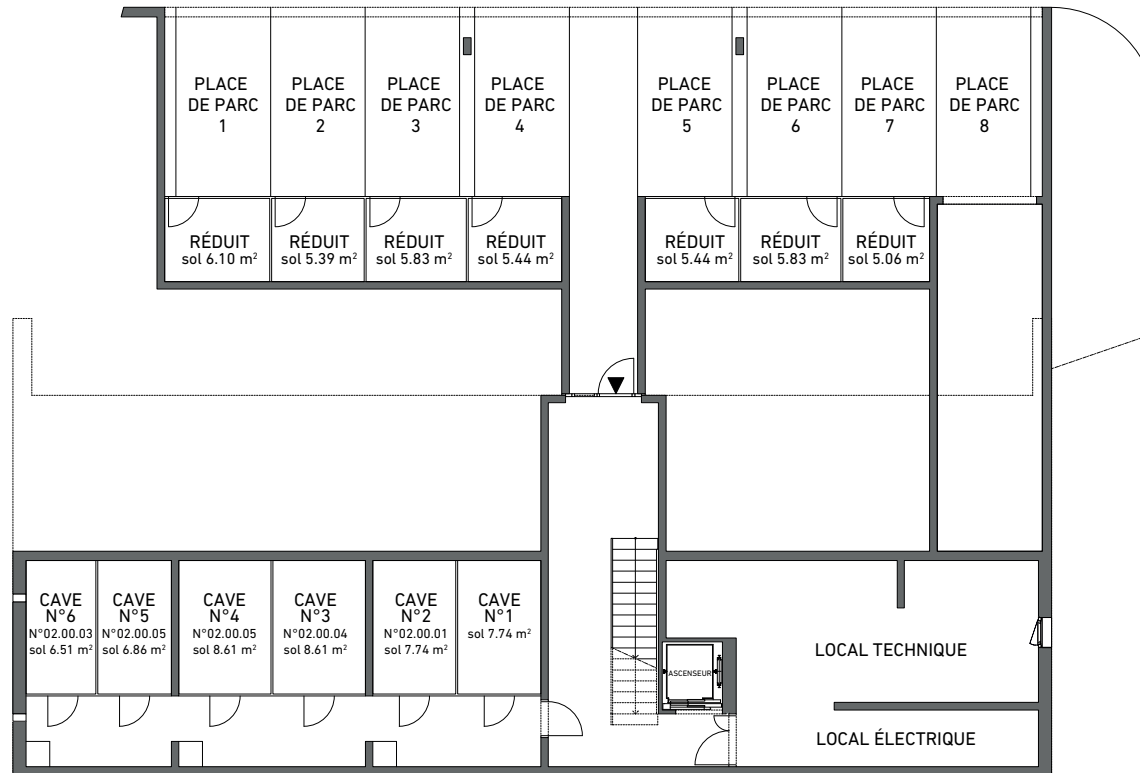 PLACE
DE PARC
1
PLACE
DE PARC
2
PLACE
DE PARC
3
PLACE
DE PARC
4
PLACE
DE PARC
5
PLACE
DE PARC
6
PLACE
DE PARC
7
PLACE
DE PARC
8
RÉDUIT
sol 6.10 m²
RÉDUIT
sol 5.39 m²
RÉDUIT
sol 5.83 m²
RÉDUIT
sol 5.44 m²
RÉDUIT
sol 5.44 m²
RÉDUIT
sol 5.83 m²
RÉDUIT
sol 5.06 m²
CAVE
N°6
N°02.00.03
sol 6.51 m²
CAVE
N°5
N°02.00.05
sol 6.86 m²
CAVE
N°4
N°02.00.05
sol 8.61 m²
CAVE
N°3
N°02.00.04
sol 8.61 m²
CAVE
N°2
N°02.00.01
sol 7.74 m²
CAVE
N°1
sol 7.74 m²
ASCENSEUR
LOCAL TECHNIQUE
LOCAL ÉLECTRIQUE